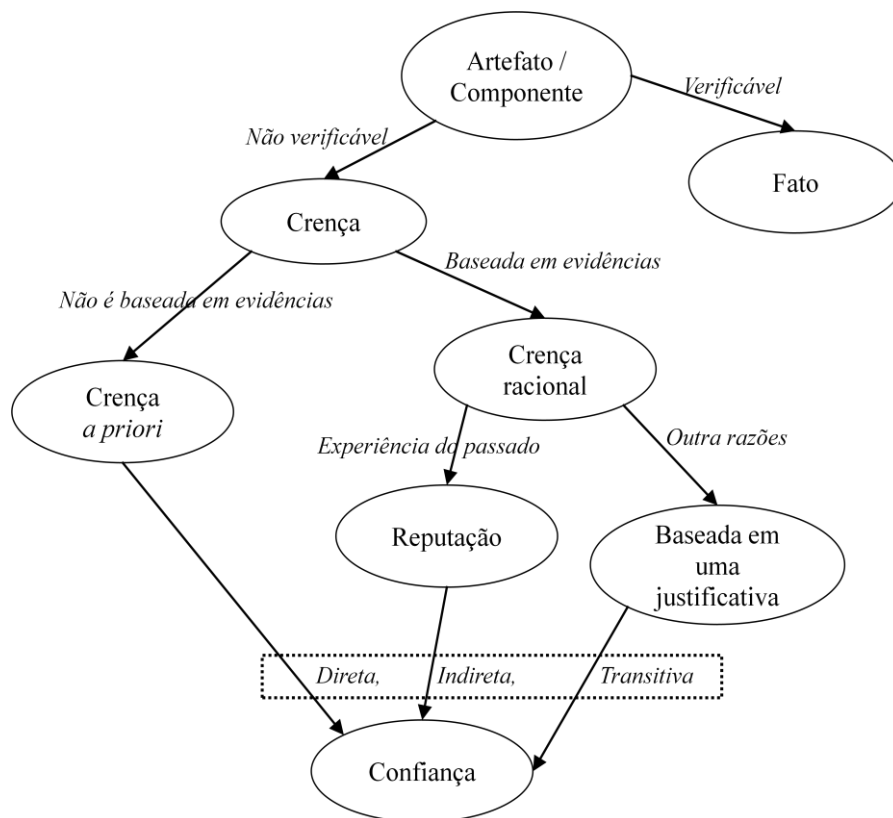 Artefato /
Componente
Verificável
Não verificável
Fato
Crença
Baseada em evidências
Não é baseada em evidências
Crença
racional
Crença
a priori
Experiência do passado
Outra razões
Reputação
Baseada em
uma
justificativa
Direta, Indireta, Transitiva
Confiança